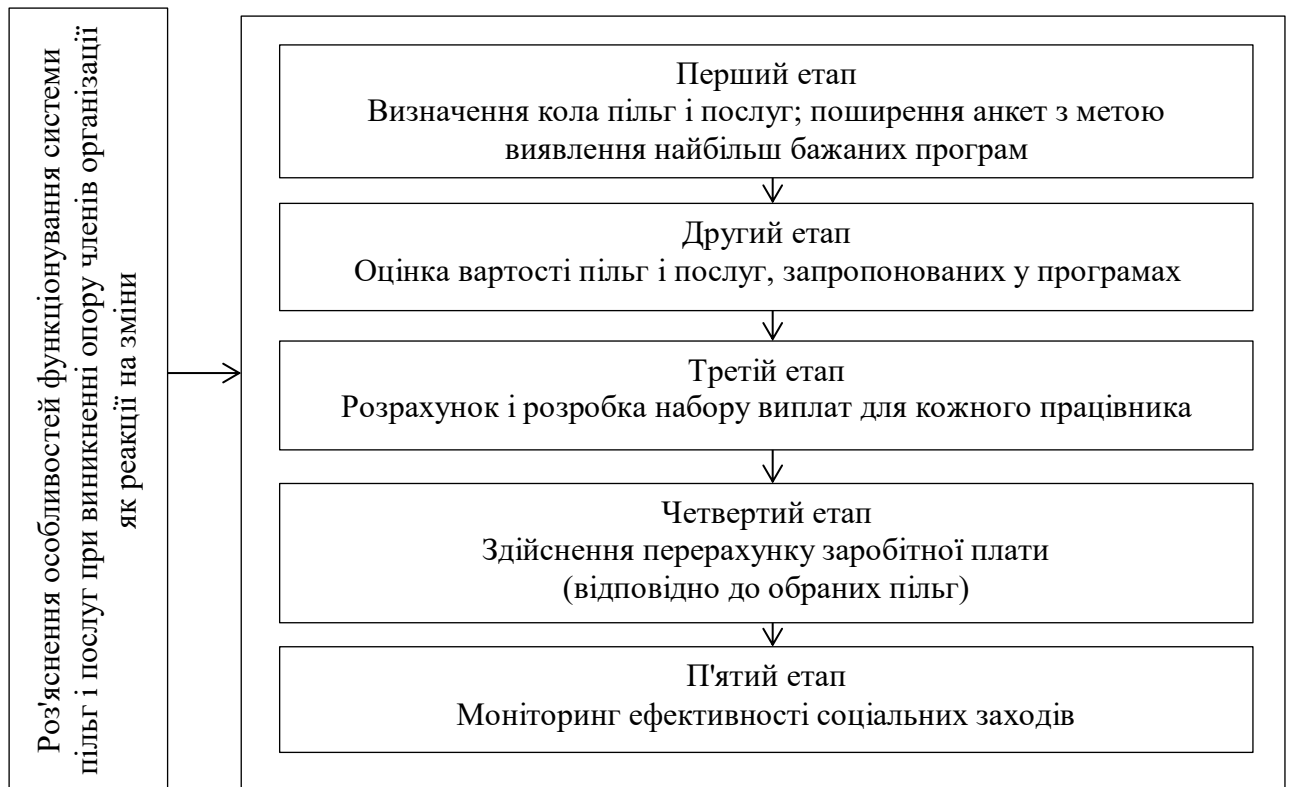 Роз'яснення особливостей функціонування системи
пільг і послуг при виникненні опору членів організації
як реакції на зміни
Перший етап
Визначення кола пільг і послуг; поширення анкет з метою
виявлення найбільш бажаних програм
Другий етап
Оцінка вартості пільг і послуг, запропонованих у програмах
Третій етап
Розрахунок і розробка набору виплат для кожного працівника
Четвертий етап
Здійснення перерахунку заробітної плати
(відповідно до обраних пільг)
П'ятий етап
Моніторинг ефективності соціальних заходів